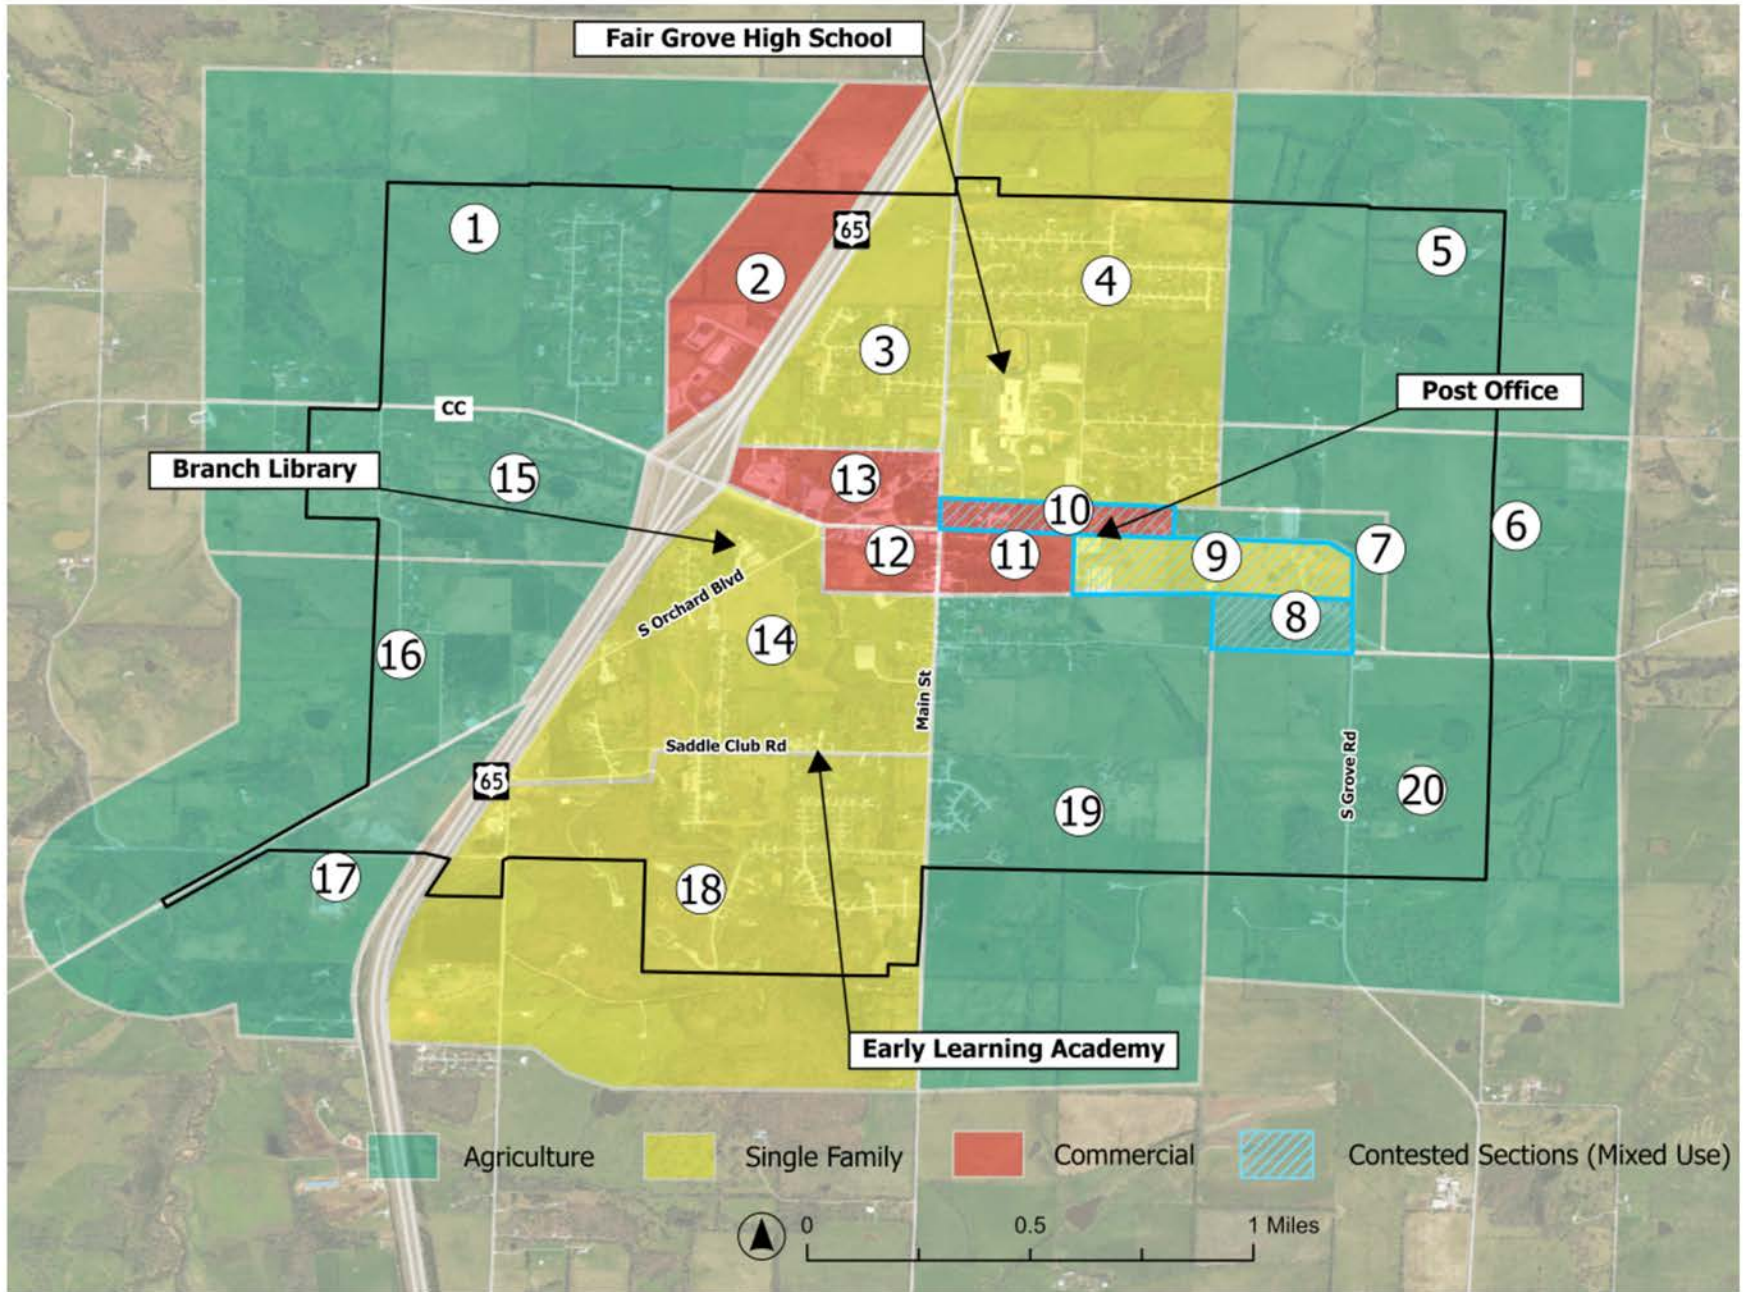 Fair Grove High School
1
65
5
2
4
3
Post Office
CC
Branch Library
15
13
10
6
12
11
9
7
S Orchard Blvd
8
14
16
Main St
Saddle Club Rd
65
S Grove Rd
20
19
17
18
Early Learning Academy
Agriculture
Single Family
Commercial
Contested Sections (Mixed Use)
0 0.5 1 Miles